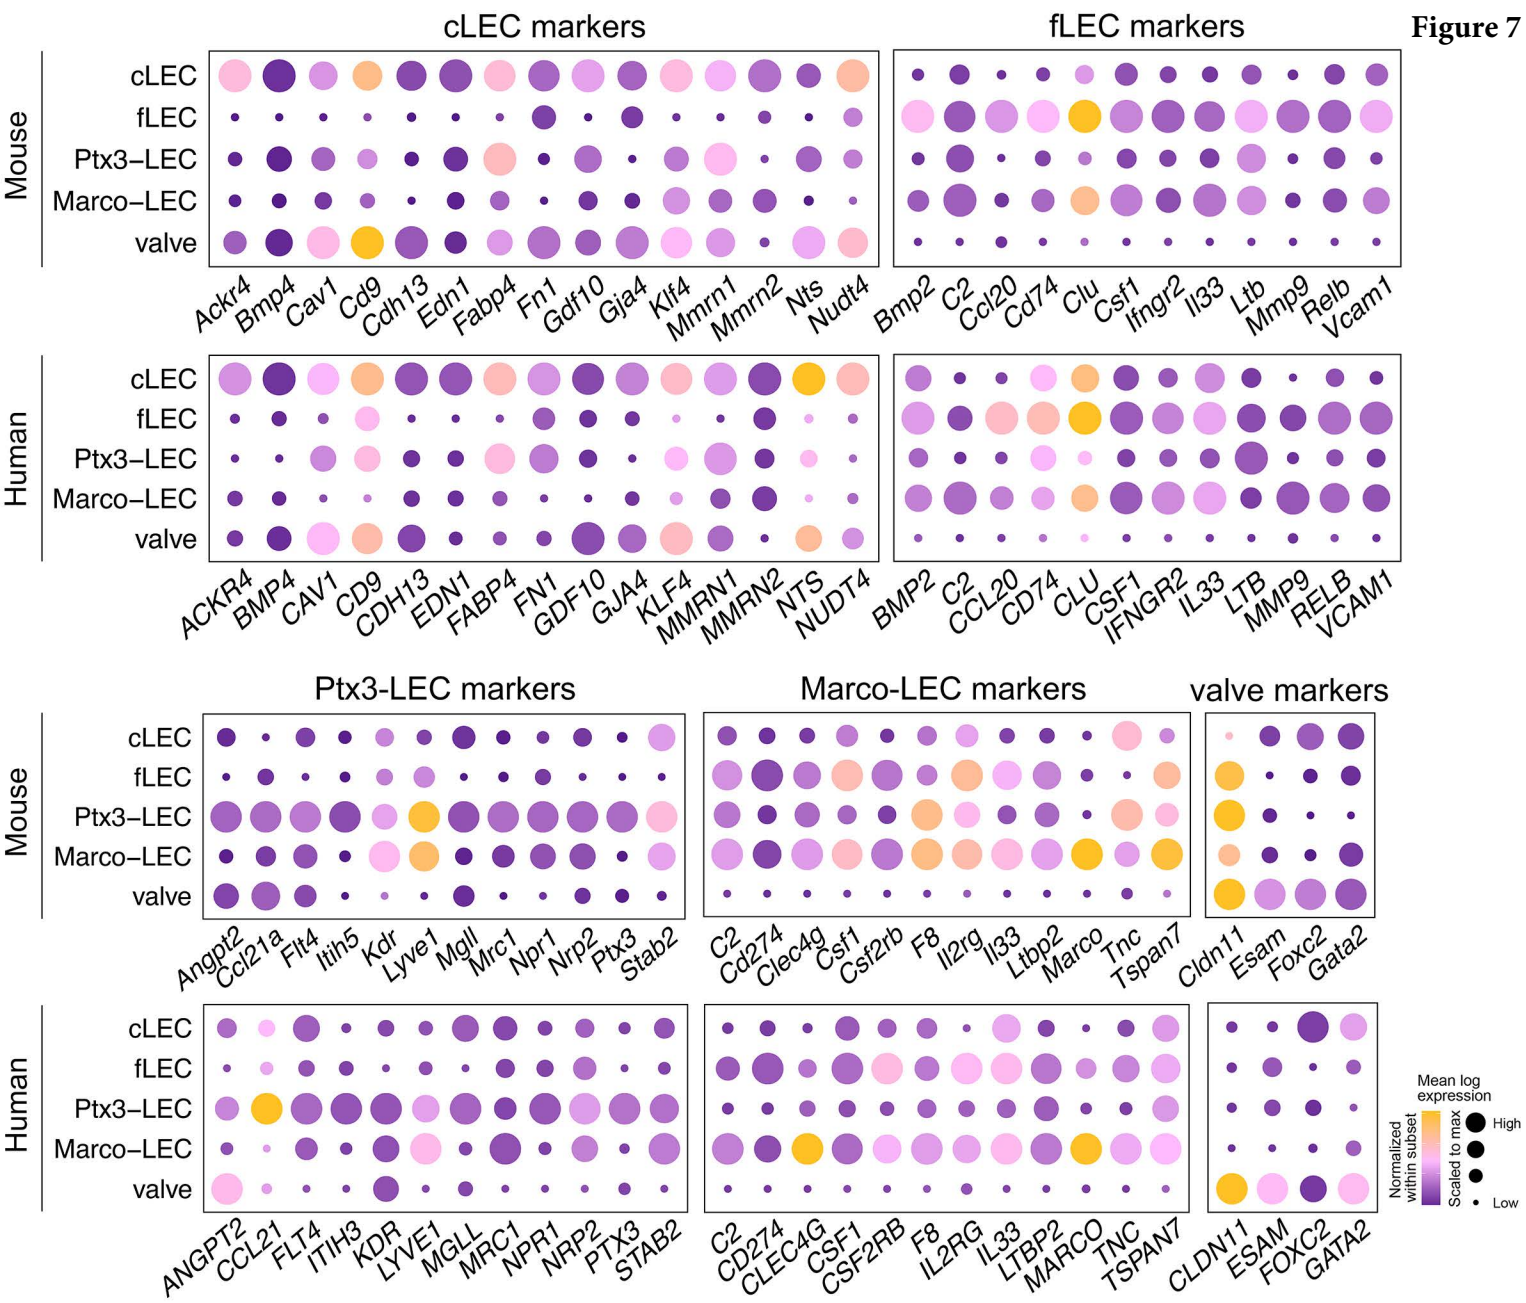 cLEC markers
fLEC markers
Figure 7
Mouse
cLEC
fLEC
Ptx3-LEC
Marco-LEC
valve
Ackr4 Bmp4 Cav1 Cd9 Cdh13 Edn1 Fabp4 Fn1 Gdf10 Gja4 Klf4 Mmrn1 Mmrn2 Nts Nudt4
Bmp2 C2 Ccl20 Cd74 Clu Csf1 Ifngr2 Il33 Ltb Mmp9 Relb Vcam1
Human
cLEC
fLEC
Ptx3-LEC
Marco-LEC
valve
ACKR4 BMP4 CAV1 CD9 CDH13 EDN1 FABP4 FN1 GDF10 GJA4 KLF4 MMRN1 MMRN2 NTS NUDT4
BMP2 C2 CCL20 CD74 CLU CSF1 IFNGR2 IL33 LTB MMP9 RELB VCAM1
Ptx3-LEC markers
Marco-LEC markers
valve markers
Mouse
cLEC
fLEC
Ptx3-LEC
Marco-LEC
valve
Angpt2 Ccl21a Flt4 Itih5 Kdr Lyve1 Mgll Mrc1 Npr1 Nrp2 Ptx3 Stab2
C2 Cd274 Clec4g Csf1 Csf2rb F8 Il2rg Il33 Ltbp2 Marco Tnc Tspan7
Cldn11 Esam Foxc2 Gata2
Human
cLEC
fLEC
Ptx3-LEC
Marco-LEC
valve
ANGPT2 CCL21 FLT4 ITIH3 KDR LYVE1 MGLL MRC1 NPR1 NRP2 PTX3 STAB2
C2 CD274 CLEC4G CSF1 CSF2RB F8 IL2RG IL33 LTBP2 MARCO TNC TSPAN7
CLDN11 ESAM FOXC2 GATA2
Mean log
expression
Normalized
within subset
Scaled to max
High
Low